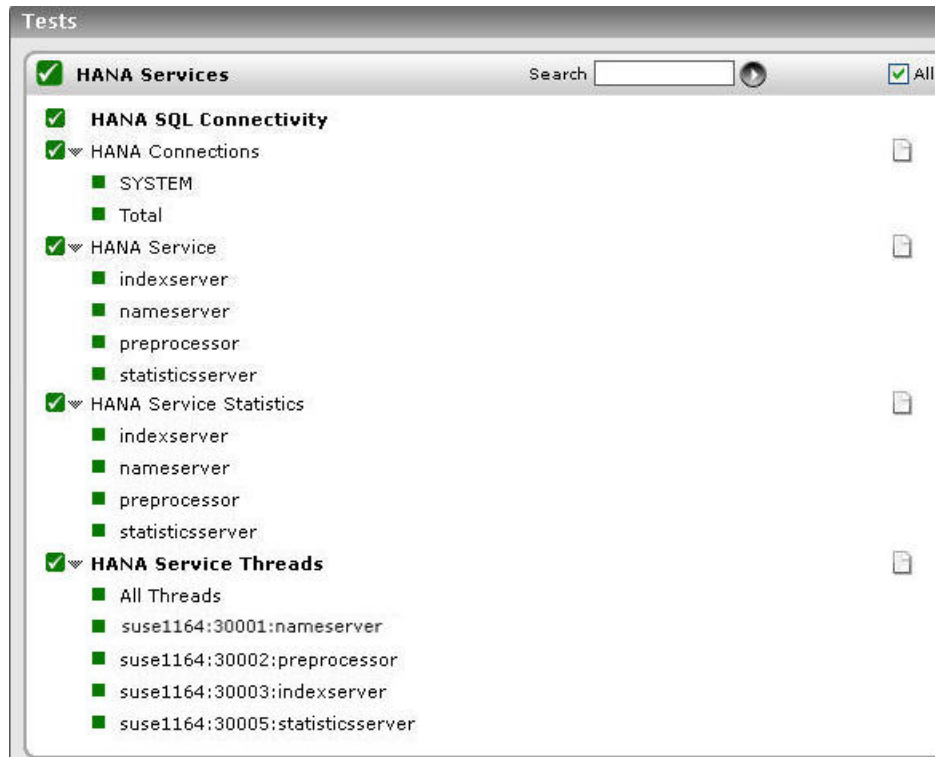 Tests
HANA Services Search All
HANA SQL Connectivity
HANA Connections
SYSTEM
Total
HANA Service
indexserver
nameserver
preprocessor
statisticsserver
HANA Service Statistics
indexserver
nameserver
preprocessor
statisticsserver
HANA Service Threads
All Threads
suse1164:30001:nameserver
suse1164:30002:preprocessor
suse1164:30003:indexserver
suse1164:30005:statisticsserver